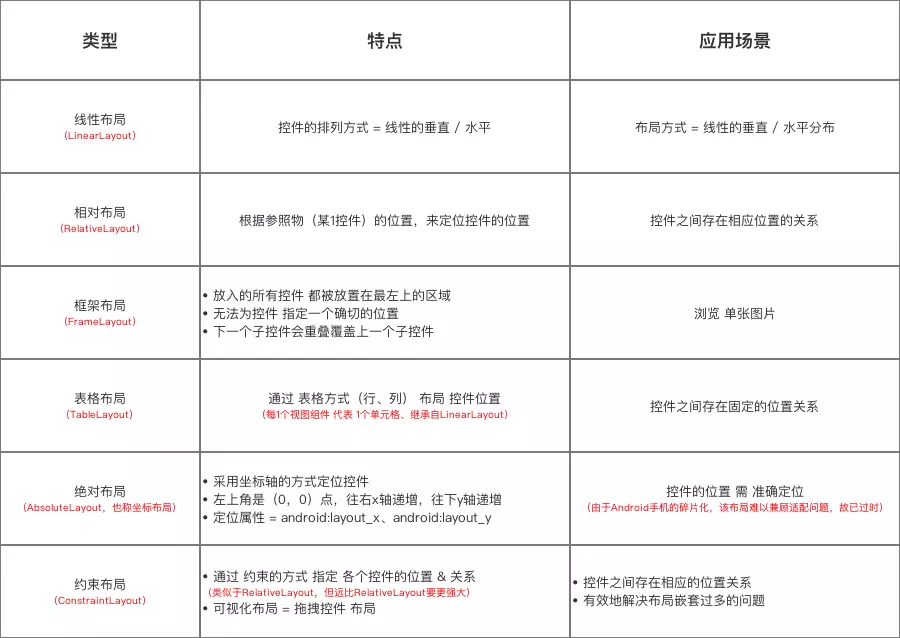 类型
特点
应用场景
线性布局
(LinearLayout)
控件的排列方式 = 线性的垂直 / 水平
布局方式 = 线性的垂直 / 水平分布
相对布局
(RelativeLayout)
根据参照物（某1控件）的位置，来定位控件的位置
控件之间存在相应位置的关系
框架布局
(FrameLayout)
• 放入的所有控件 都被放置在最左上的区域
• 无法为控件 指定一个确切的位置
• 下一个子控件会重叠覆盖上一个子控件
浏览 单张图片
表格布局
(TableLayout)
通过 表格方式（行、列） 布局 控件位置
（每1个视图组件 代表 1个单元格、继承自LinearLayout）
控件之间存在固定的位置关系
绝对布局
（AbsoluteLayout，也称坐标布局）
• 采用坐标轴的方式定位控件
• 左上角是（0，0）点，往右x轴递增，往下y轴递增
• 定位属性 = android:layout_x、android:layout_y
控件的位置 需 准确定位
（由于Android手机的碎片化，该布局难以兼顾适配问题，故已过时）
约束布局
(ConstraintLayout)
• 通过 约束的方式 指定 各个控件的位置 & 关系
（类似于RelativeLayout，但远比RelativeLayout要更强大）
• 可视化布局 = 拖拽控件 布局
• 控件之间存在相应的位置关系
• 有效地解决布局嵌套过多的问题